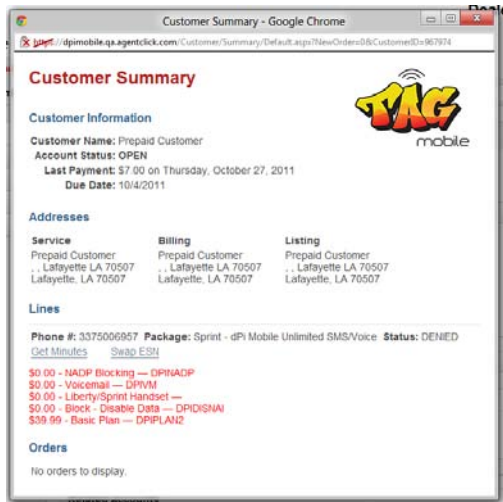 Customer Summary - Google Chrome
https://dpimobile.qa.agentclick.com/Customer/Summary/Default.aspx?NewOrder=0&CustomerID=967974
Customer Summary
TAG
mobile
Customer Information
Customer Name: Prepaid Customer
Account Status: OPEN
Last Payment: $7.00 on Thursday, October 27, 2011
Due Date: 10/4/2011
Addresses
Service Billing Listing
Prepaid Customer Prepaid Customer Prepaid Customer
, , Lafayette LA 70507 , , Lafayette LA 70507 , , Lafayette LA 70507
Lafayette, LA 70507 Lafayette, LA 70507 Lafayette, LA 70507
Lines
Phone #: 3375006957 Package: Sprint - dPi Mobile Unlimited SMS/Voice Status: DENIED
Get Minutes Swap ESN
$0.00 - NADP Blocking — DPINADP
$0.00 - Voicemail — DPIVM
$0.00 - Liberty/Sprint Handset —
$0.00 - Block - Disable Data — DPIDISNAI
$39.99 - Basic Plan — DPIPLAN2
Orders
No orders to display.